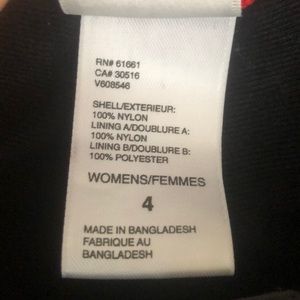 RN# 61661
CA# 30516
V608546
SHELL/EXTERIEUR:
100% NYLON
LINING A/DOUBLURE A:
100% NYLON
LINING B/DOUBLURE B:
100% POLYESTER
WOMENS/FEMMES
4
MADE IN BANGLADESH
FABRIQUE AU
BANGLADESH